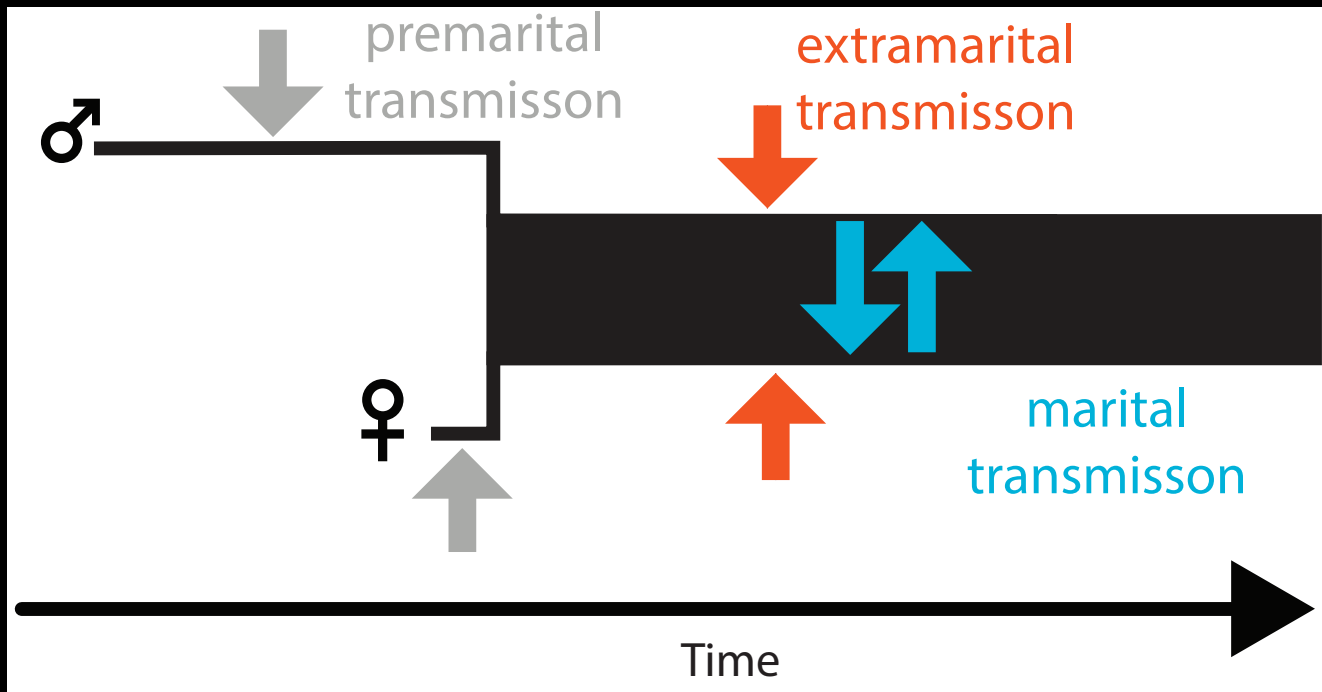 premarital
transmisson
extramarital
transmisson
marital
transmisson
Time